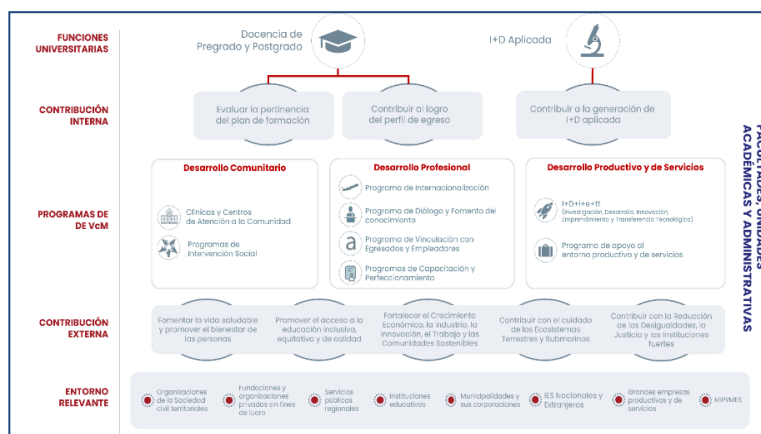 FUNCIONES
UNIVERSITARIAS
Docencia de
Pregrado y Postgrado
I+D Aplicada
CONTRIBUCIÓN
INTERNA
Evaluar la pertinencia
del plan de formación
Contribuir al logro
del perfil de egreso
Contribuir a la generación de
I+D aplicada
PROGRAMAS DE
DE VcM
Desarrollo Comunitario
Clínicas y Centros
de Atención a la Comunidad
Programas de
Intervención Social
Desarrollo Profesional
Programa de Internacionalización
Programa de Diálogo y Fomento del
conocimiento
a
Programa de Vinculación con
Egresados y Empleadores
Programas de Capacitación y
Perfeccionamiento
Desarrollo Productivo y de Servicios
I+D+i+e+tt
(Investigación, Desarrollo, Innovación,
Emprendimiento y Transferencia Tecnológica)
Programa de apoyo al
entorno productivo y de servicios
CONTRIBUCIÓN
EXTERNA
Fomentar la vida saludable
y promover el bienestar de
las personas
Promover el acceso a la
educación inclusiva,
equitativa y de calidad
Fortalecer el Crecimiento
Económico, la Industria, la
Innovación, el Trabajo y las
Comunidades Sostenibles
Contribuir con el cuidado
de los Ecosistemas
Terrestres y Submarinos
Contribuir con la Reducción
de las Desigualdades, la
Justicia y las Instituciones
fuertes
ENTORNO
RELEVANTE
Organizaciones
de la Sociedad
civil territoriales
Fundaciones y
organizaciones
privadas sin fines
de lucro
Servicios
públicos
regionales
Instituciones
educativas
Municipalidades y
sus corporaciones
IES Nacionales y
Extranjeros
Grandes empresas
productivas y de
servicios
MIPYMES
FACULTADES, UNIDADES
ACADÉMICAS Y ADMINISTRATIVAS